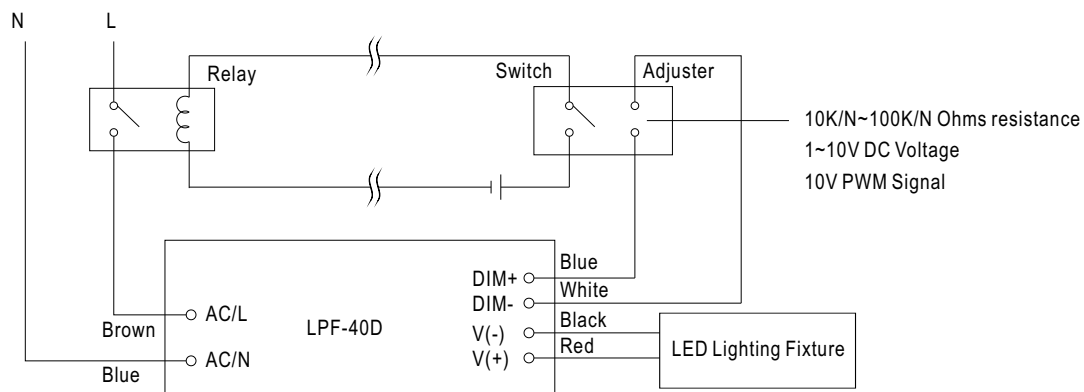 N
L
Relay
Switch
Adjuster
10K/N~100K/N Ohms resistance
1~10V DC Voltage
10V PWM Signal
DIM+
Blue
DIM-
White
AC/L
Brown
LPF-40D
V(-)
Black
V(+)
Red
LED Lighting Fixture
AC/N
Blue